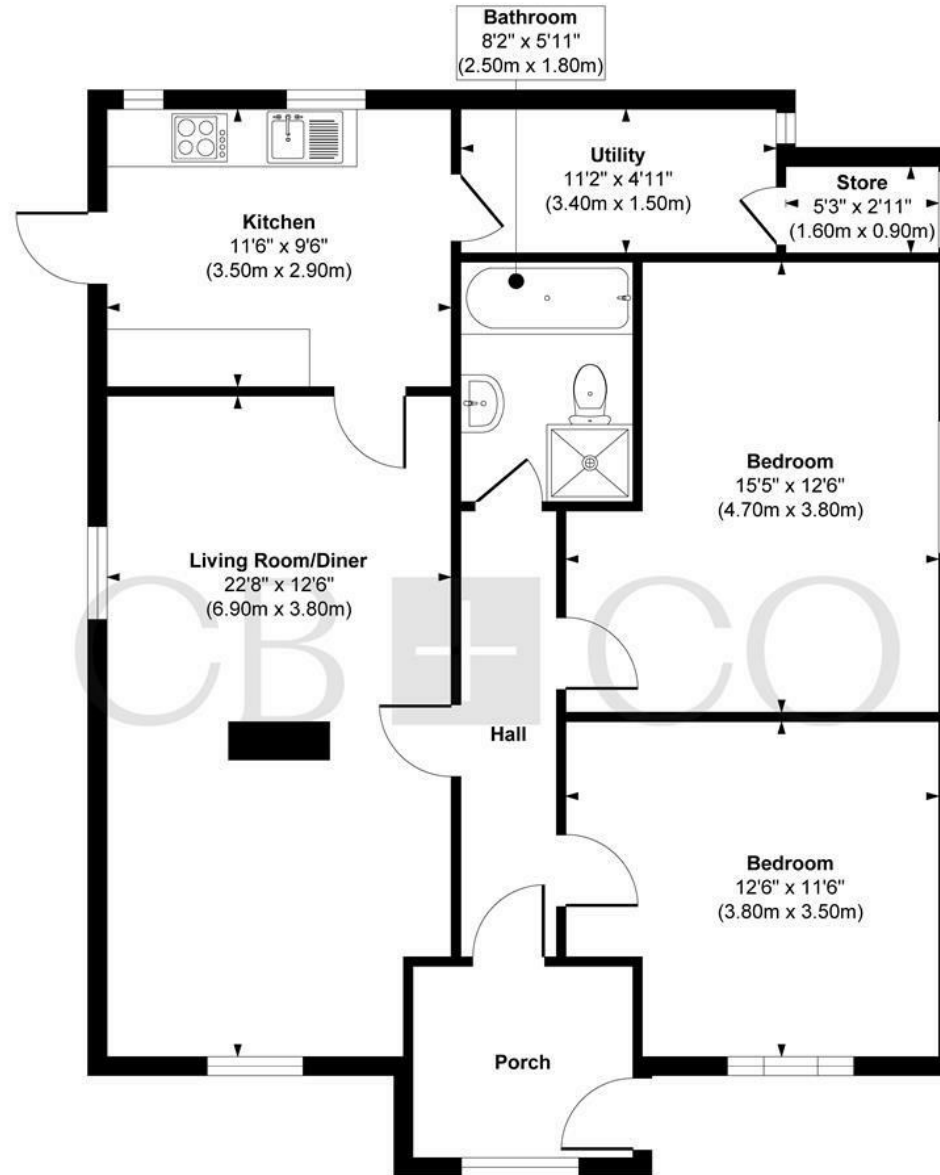 Bathroom
8'2" x 5'11"
(2.50m x 1.80m)
Utility
11'2" x 4'11"
(3.40m x 1.50m)
Store
5'3" x 2'11"
(1.60m x 0.90m)
Kitchen
11'6" x 9'6"
(3.50m x 2.90m)
Bedroom
15'5" x 12'6"
(4.70m x 3.80m)
Living Room/Diner
22'8" x 12'6"
(6.90m x 3.80m)
CB + CO
Hall
Bedroom
12'6" x 11'6"
(3.80m x 3.50m)
Porch